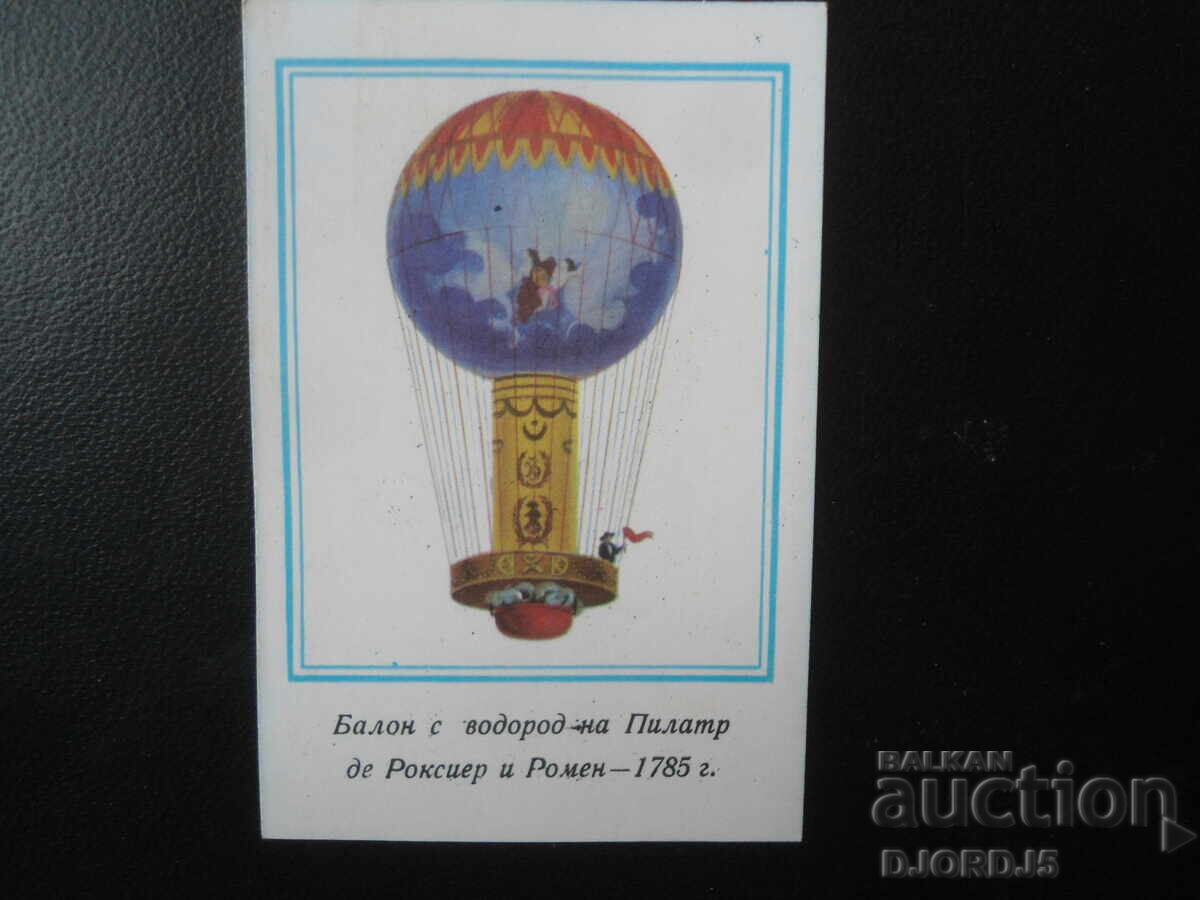 Балон с водород на Пилатр
де Роксиер и Ромен—1785 г.
BALKAN
auction
DJORDJ5